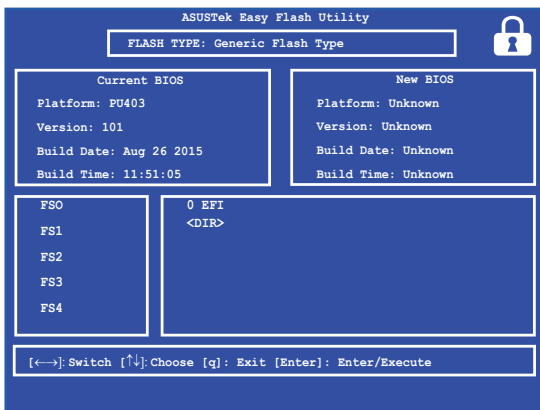 ASUSTek Easy Flash Utility
FLASH TYPE: Generic Flash Type
Current BIOS
Platform: PU403
Version: 101
Build Date: Aug 26 2015
Build Time: 11:51:05
New BIOS
Platform: Unknown
Version: Unknown
Build Date: Unknown
Build Time: Unknown
FSO
FS1
FS2
FS3
FS4
0 EFI
<DIR>
[←→]: Switch [↑↓]: Choose [q]: Exit [Enter]: Enter/Execute